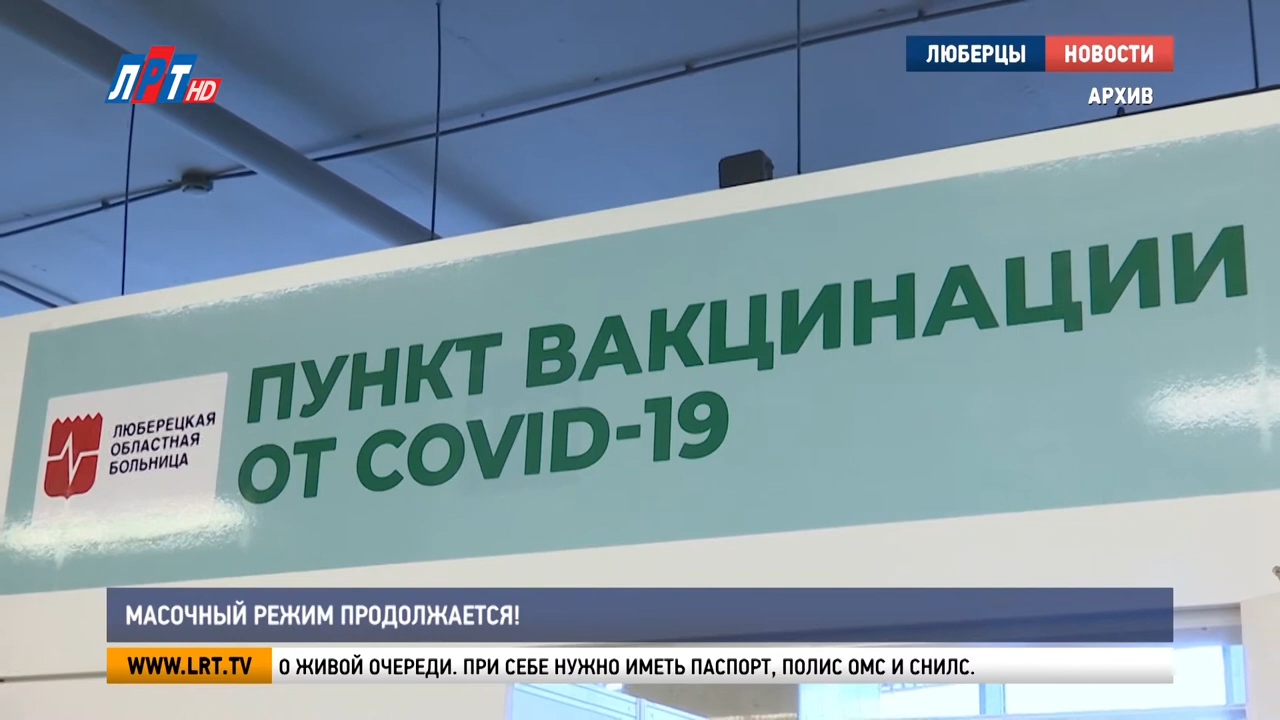 ЛРТ HD
ЛЮБЕРЦЫ НОВОСТИ
АРХИВ
ПУНКТ ВАКЦИНАЦИИ
ОТ COVID-19
ЛЮБЕРЕЦКАЯ
ОБЛАСТНАЯ
БОЛЬНИЦА
МАСОЧНЫЙ РЕЖИМ ПРОДОЛЖАЕТСЯ!
WWW.LRT.TV О ЖИВОЙ ОЧЕРЕДИ. ПРИ СЕБЕ НУЖНО ИМЕТЬ ПАСПОРТ, ПОЛИС ОМС И СНИЛС.